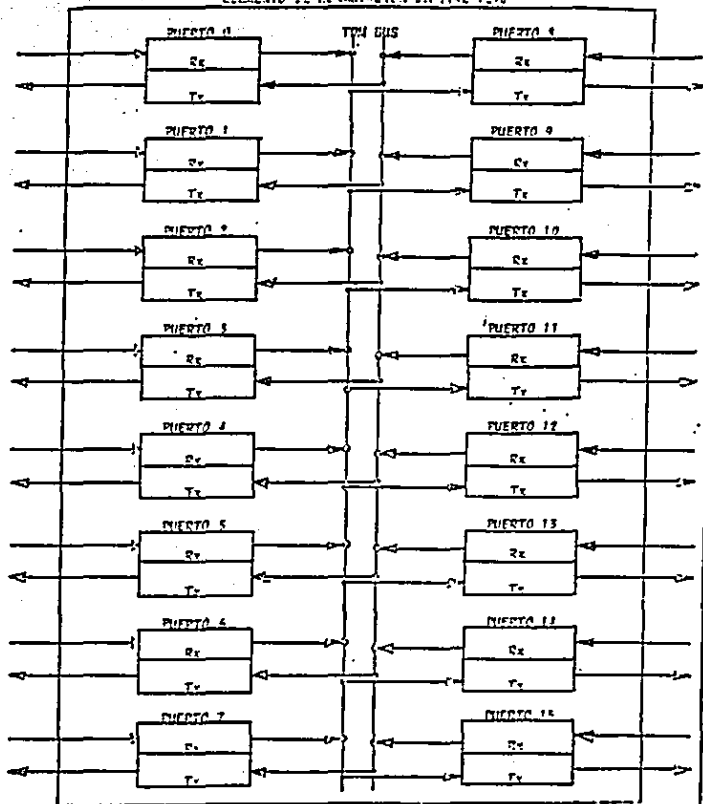 PUERTO 0
Rx
Tx
TDM BUS
PUERTO 8
Rx
Tx
PUERTO 1
Rx
Tx
PUERTO 9
Rx
Tx
PUERTO 2
Rx
Tx
PUERTO 10
Rx
Tx
PUERTO 3
Rx
Tx
PUERTO 11
Rx
Tx
PUERTO 4
Rx
Tx
PUERTO 12
Rx
Tx
PUERTO 5
Rx
Tx
PUERTO 13
Rx
Tx
PUERTO 6
Rx
Tx
PUERTO 14
Rx
Tx
PUERTO 7
Rx
Tx
PUERTO 15
Rx
Tx